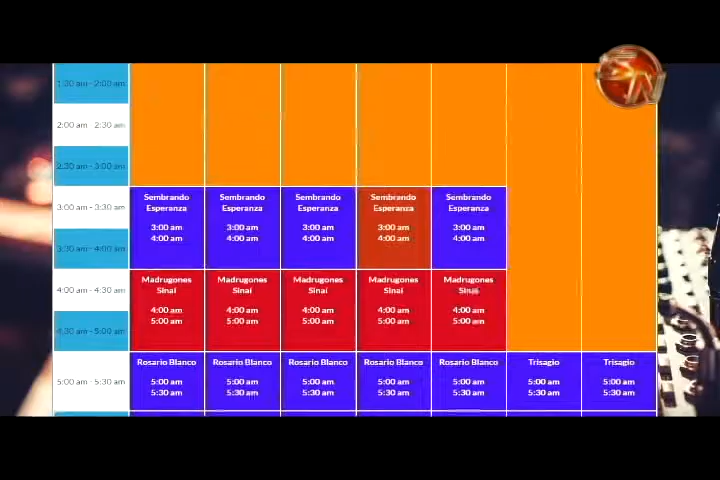 1:30 am - 2:00 am
2:00 am - 2:30 am
2:30 am - 3:00 am
3:00 am - 3:30 am
Sembrando Esperanza 3:00 am 4:00 am
Sembrando Esperanza 3:00 am 4:00 am
Sembrando Esperanza 3:00 am 4:00 am
Sembrando Esperanza 3:00 am 4:00 am
Sembrando Esperanza 3:00 am 4:00 am
3:30 am - 4:00 am
4:00 am - 4:30 am
Madrugones Sinaí 4:00 am 5:00 am
Madrugones Sinaí 4:00 am 5:00 am
Madrugones Sinaí 4:00 am 5:00 am
Madrugones Sinaí 4:00 am 5:00 am
Madrugones Sinaí 4:00 am 5:00 am
4:30 am - 5:00 am
5:00 am - 5:30 am
Rosario Blanco 5:00 am 5:30 am
Rosario Blanco 5:00 am 5:30 am
Rosario Blanco 5:00 am 5:30 am
Rosario Blanco 5:00 am 5:30 am
Rosario Blanco 5:00 am 5:30 am
Trisagio 5:00 am 5:30 am
Trisagio 5:00 am 5:30 am